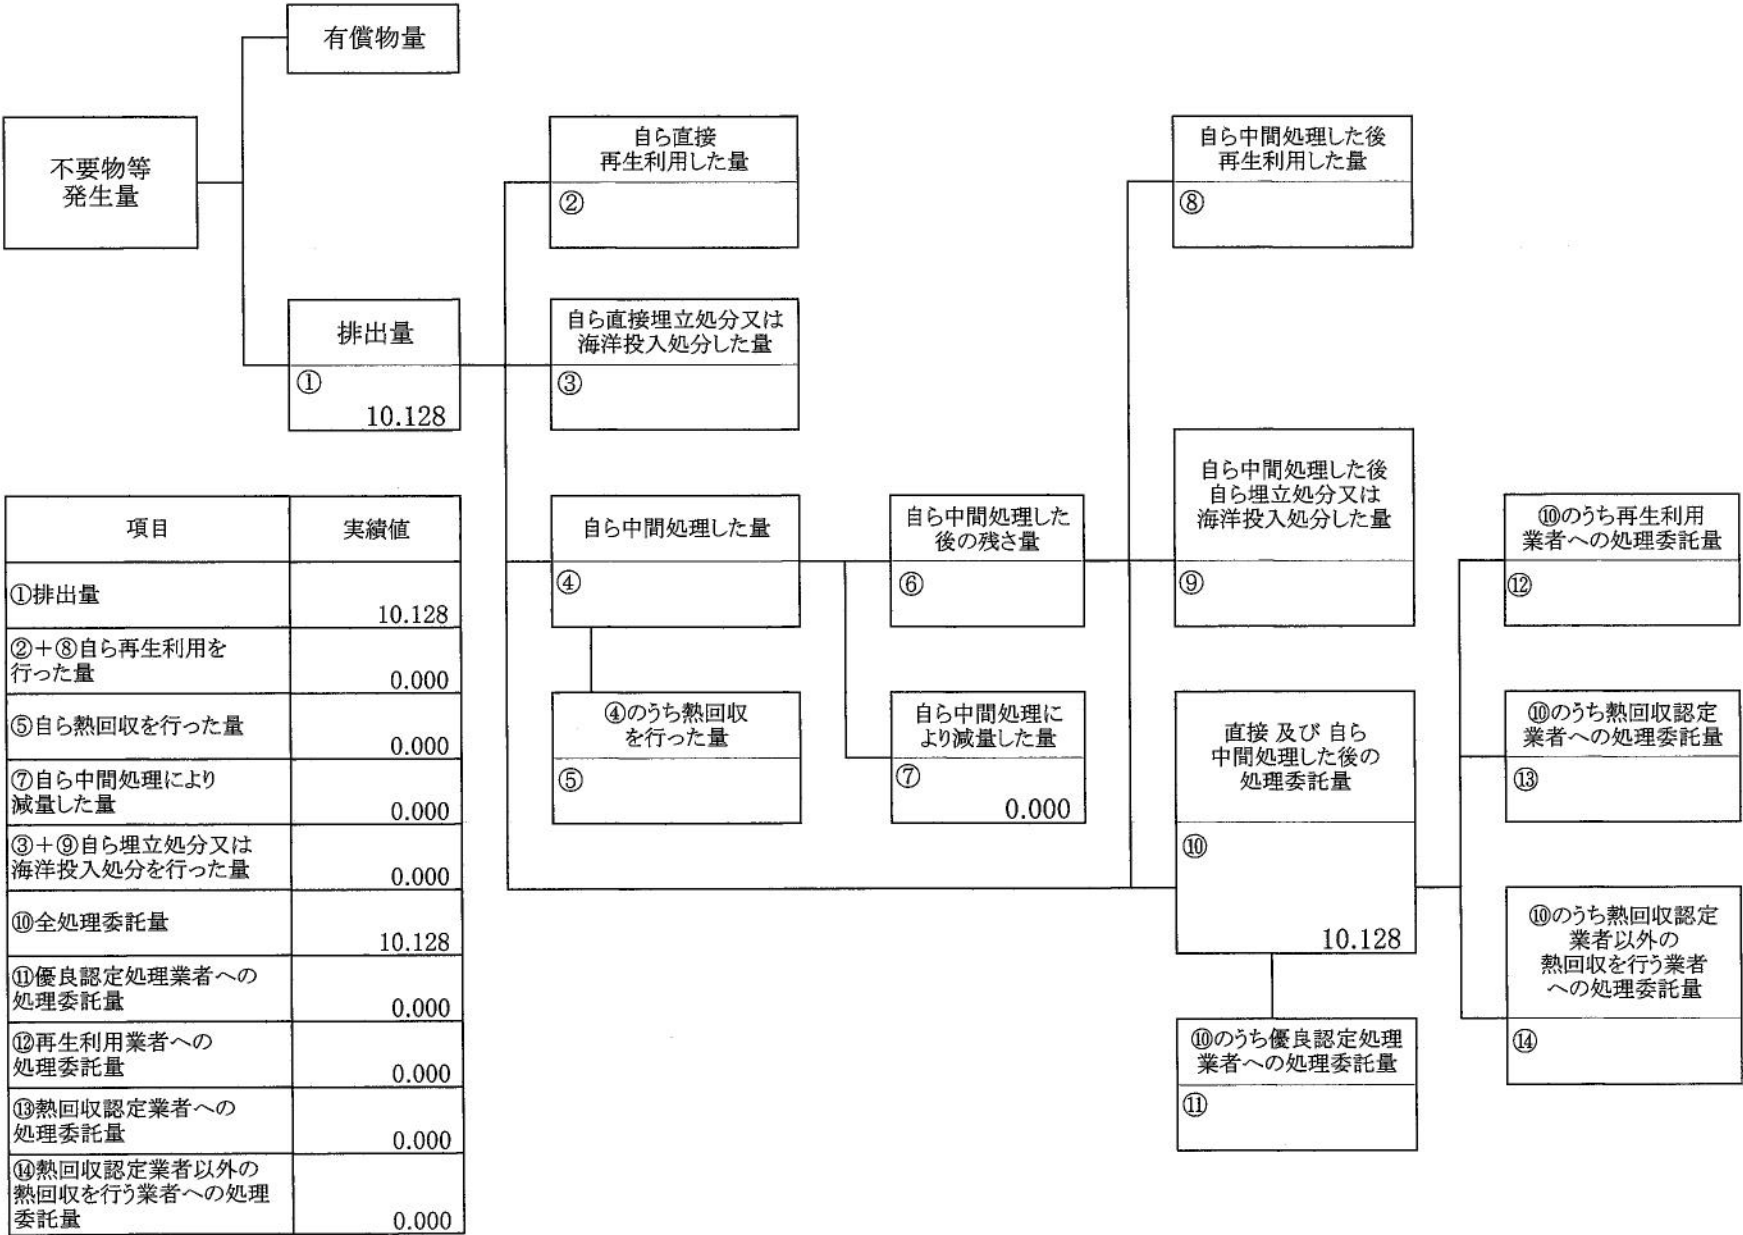 有償物量
不要物等
発生量
自ら直接
再生利用した量
②
自ら中間処理した後
再生利用した量
⑧
排出量
①
10.128
自ら直接埋立処分又は
海洋投入処分した量
③
自ら中間処理した量
④
自ら中間処理した
後の残さ量
⑥
自ら中間処理した後
自ら埋立処分又は
海洋投入処分した量
⑨
⑩のうち再生利用
業者への処理委託量
⑫
④のうち熱回収
を行った量
⑤
自ら中間処理に
より減量した量
⑦
0.000
直接 及び 自ら
中間処理した後の
処理委託量
⑩
10.128
⑩のうち熱回収認定
業者への処理委託量
⑬
⑩のうち熱回収認定
業者以外の
熱回収を行う業者
への処理委託量
⑭
⑩のうち優良認定処理
業者への処理委託量
⑪
項目 実績値
①排出量
10.128
②＋⑧自ら再生利用を
行った量
0.000
⑤自ら熱回収を行った量
0.000
⑦自ら中間処理により
減量した量
0.000
③＋⑨自ら埋立処分又は
海洋投入処分を行った量
0.000
⑩全処理委託量
10.128
⑪優良認定処理業者への
処理委託量
0.000
⑫再生利用業者への
処理委託量
0.000
⑬熱回収認定業者への
処理委託量
0.000
⑭熱回収認定業者以外の
熱回収を行う業者への処理
委託量
0.000